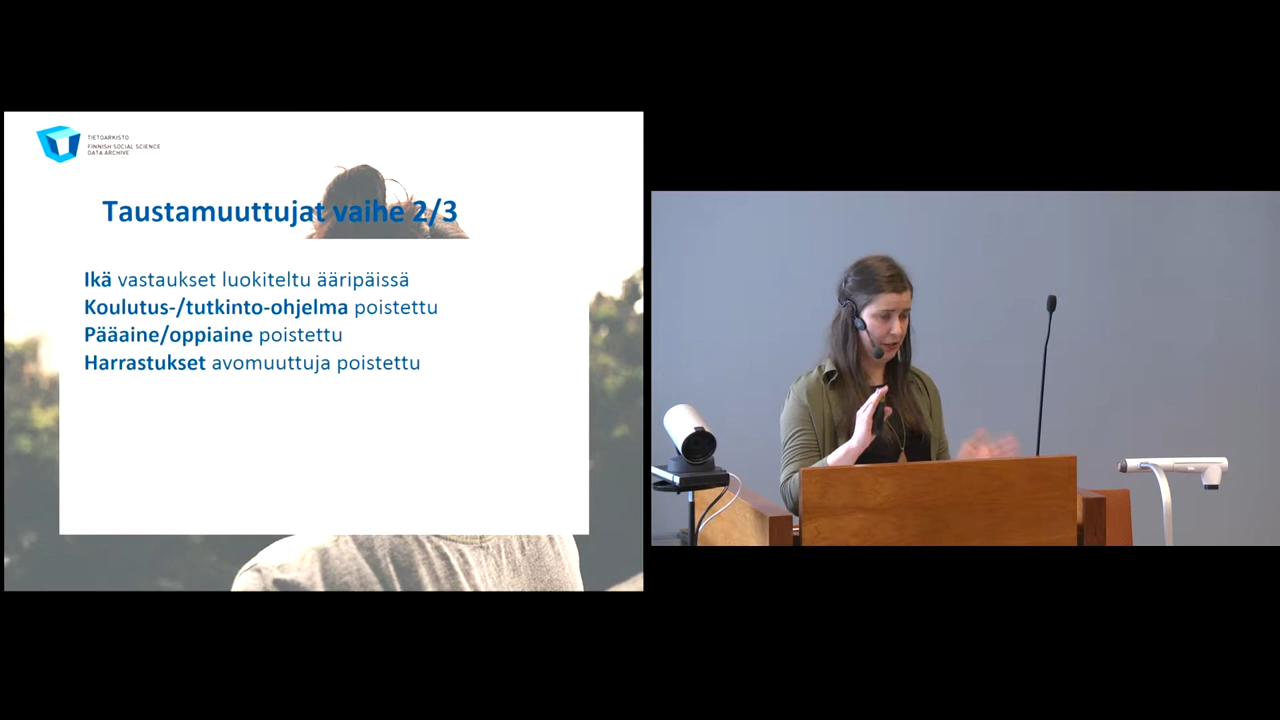 TIETOARKISTO
FINNISH SOCIAL SCIENCE
DATA ARCHIVE
Taustamuuttujat vaihe 2/3
Ikä vastaukset luokiteltu ääripäissä
Koulutus-/tutkinto-ohjelma poistettu
Pääaine/oppiaine poistettu
Harrastukset avomuuttuja poistettu